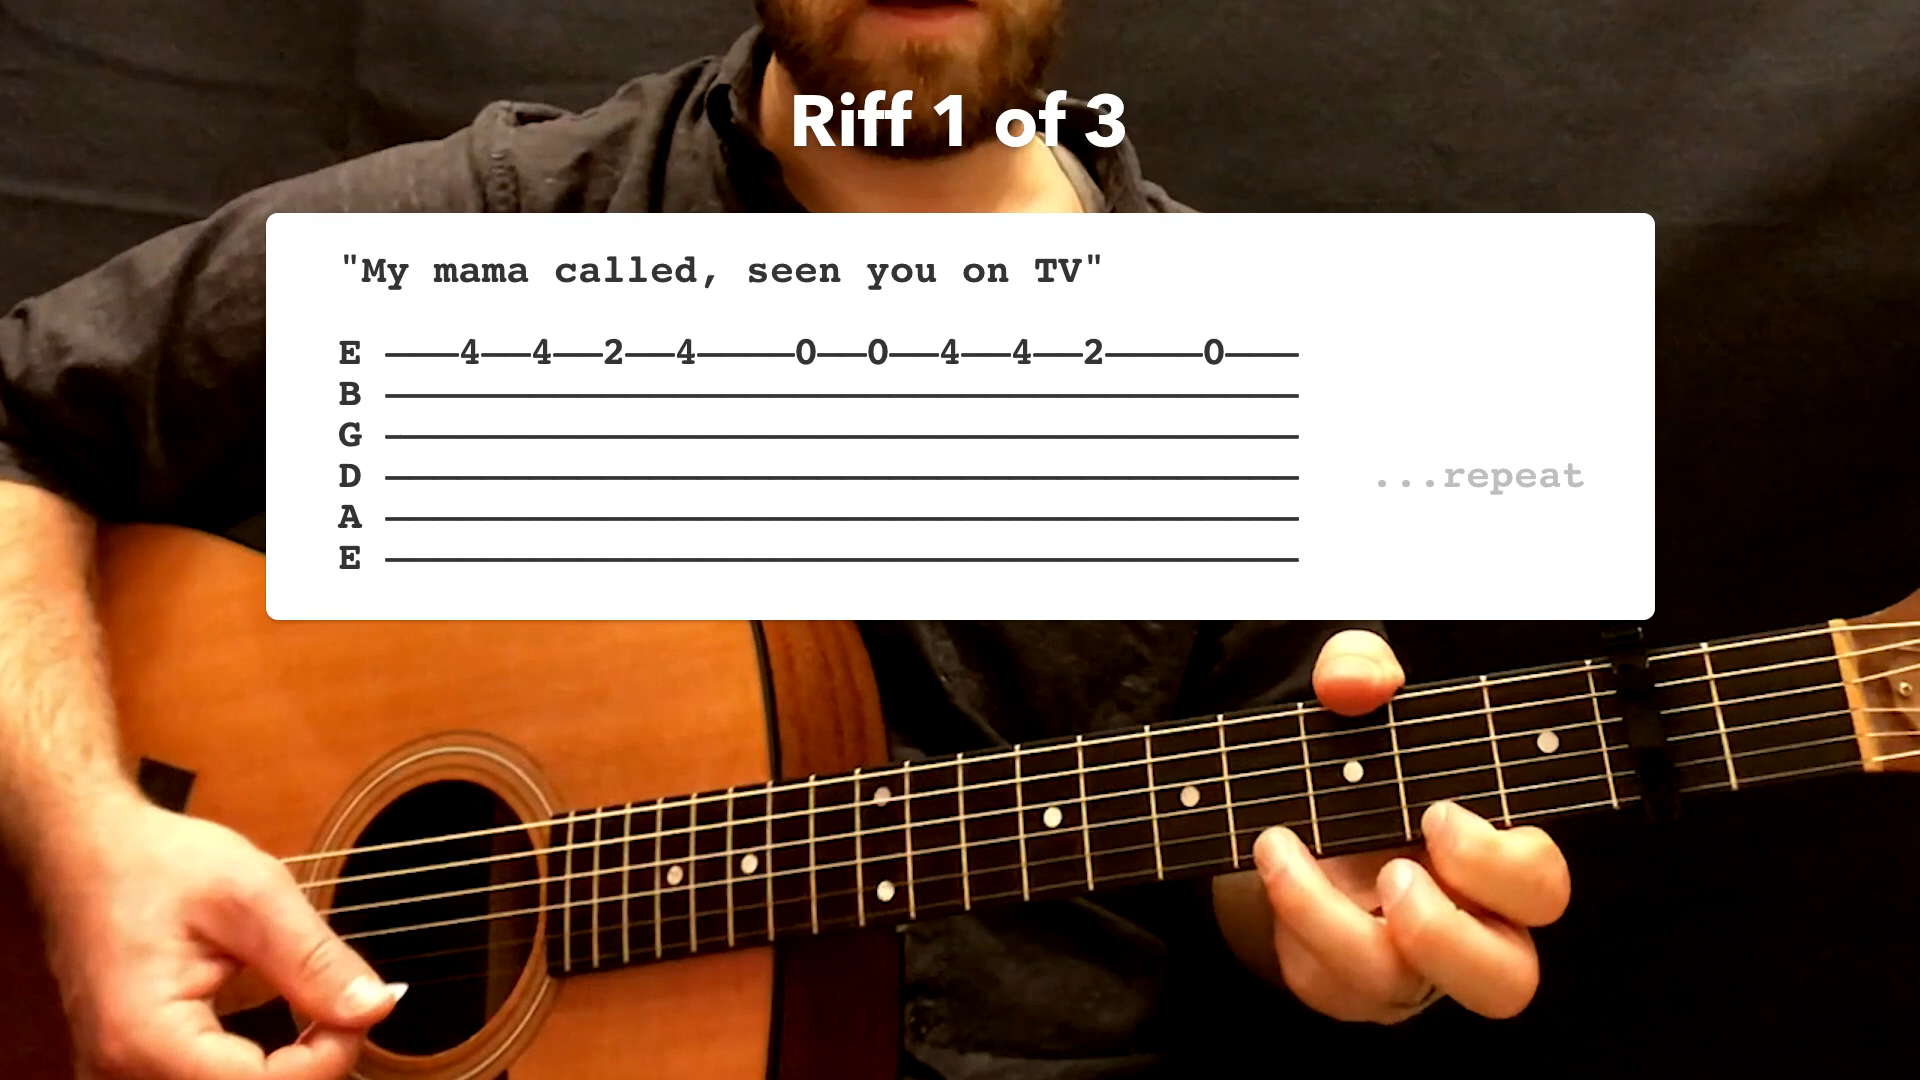 Riff 1 of 3
"My mama called, seen you on TV"
E ———4——4——2——4————0——0——4——4——2————0———
B ——————————————————————————————————————
G ——————————————————————————————————————
D —————————————————————————————————————— ...repeat
A ——————————————————————————————————————
E ——————————————————————————————————————